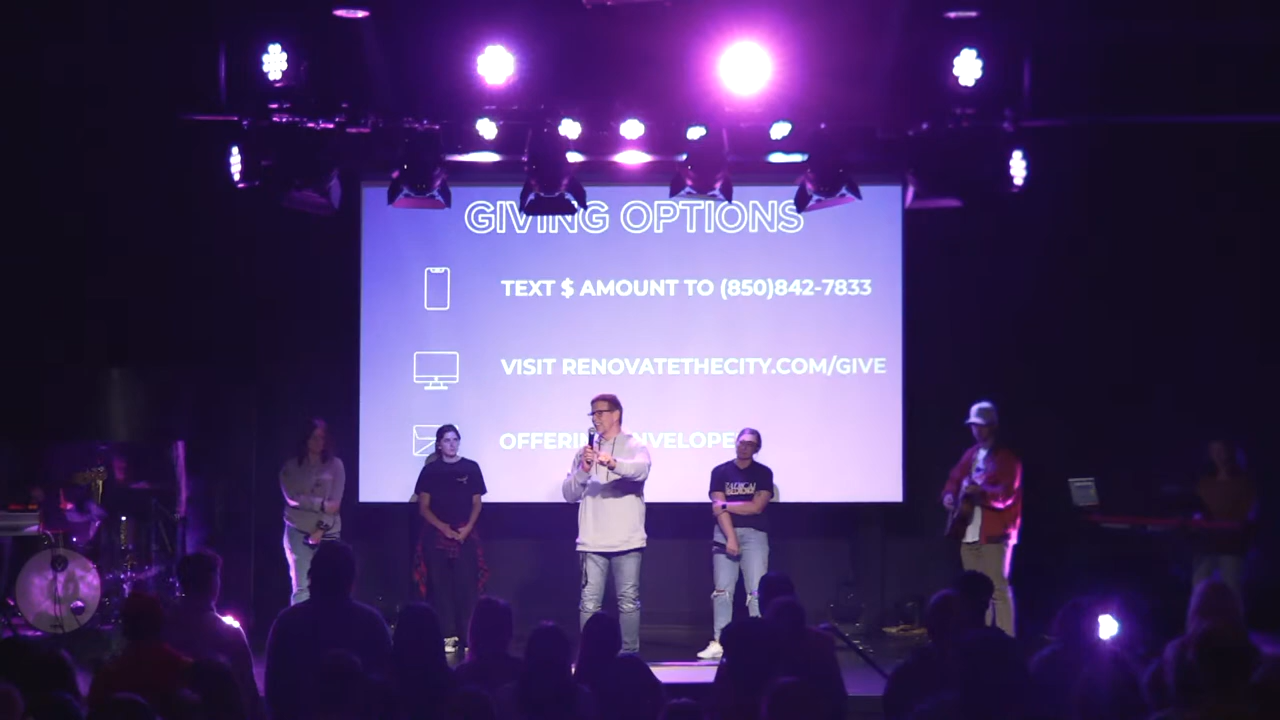 GIVING OPTIONS
TEXT $ AMOUNT TO (850)842-7833
VISIT RENOVATETHECITY.COM/GIVE